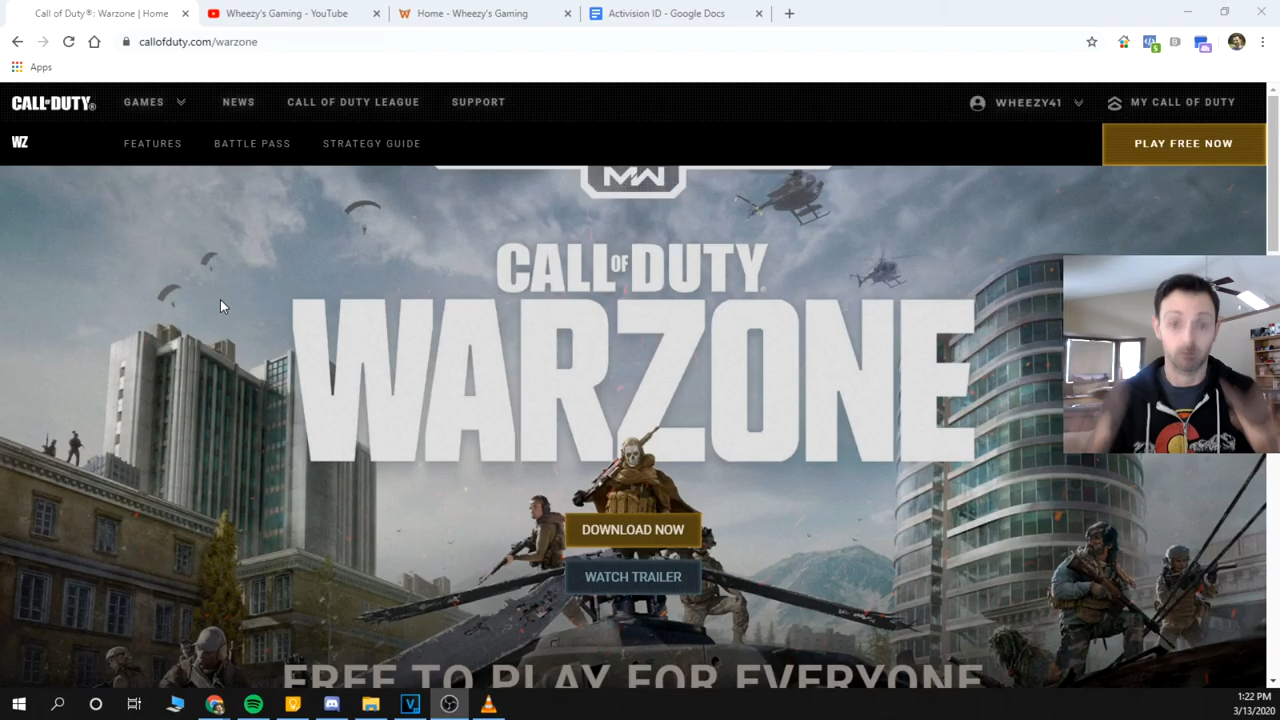 Call of Duty®: Warzone | Home
Wheezy's Gaming - YouTube
Home - Wheezy's Gaming
Activision ID - Google Docs
callofduty.com/warzone
Apps
CALL OF DUTY®
GAMES
NEWS
CALL OF DUTY LEAGUE
SUPPORT
WHEEZY41
MY CALL OF DUTY
WZ
FEATURES
BATTLE PASS
STRATEGY GUIDE
PLAY FREE NOW
MW
CALL OF DUTY
WARZONE
DOWNLOAD NOW
WATCH TRAILER
FREE TO PLAY FOR EVERYONE
1:22 PM
3/13/2020